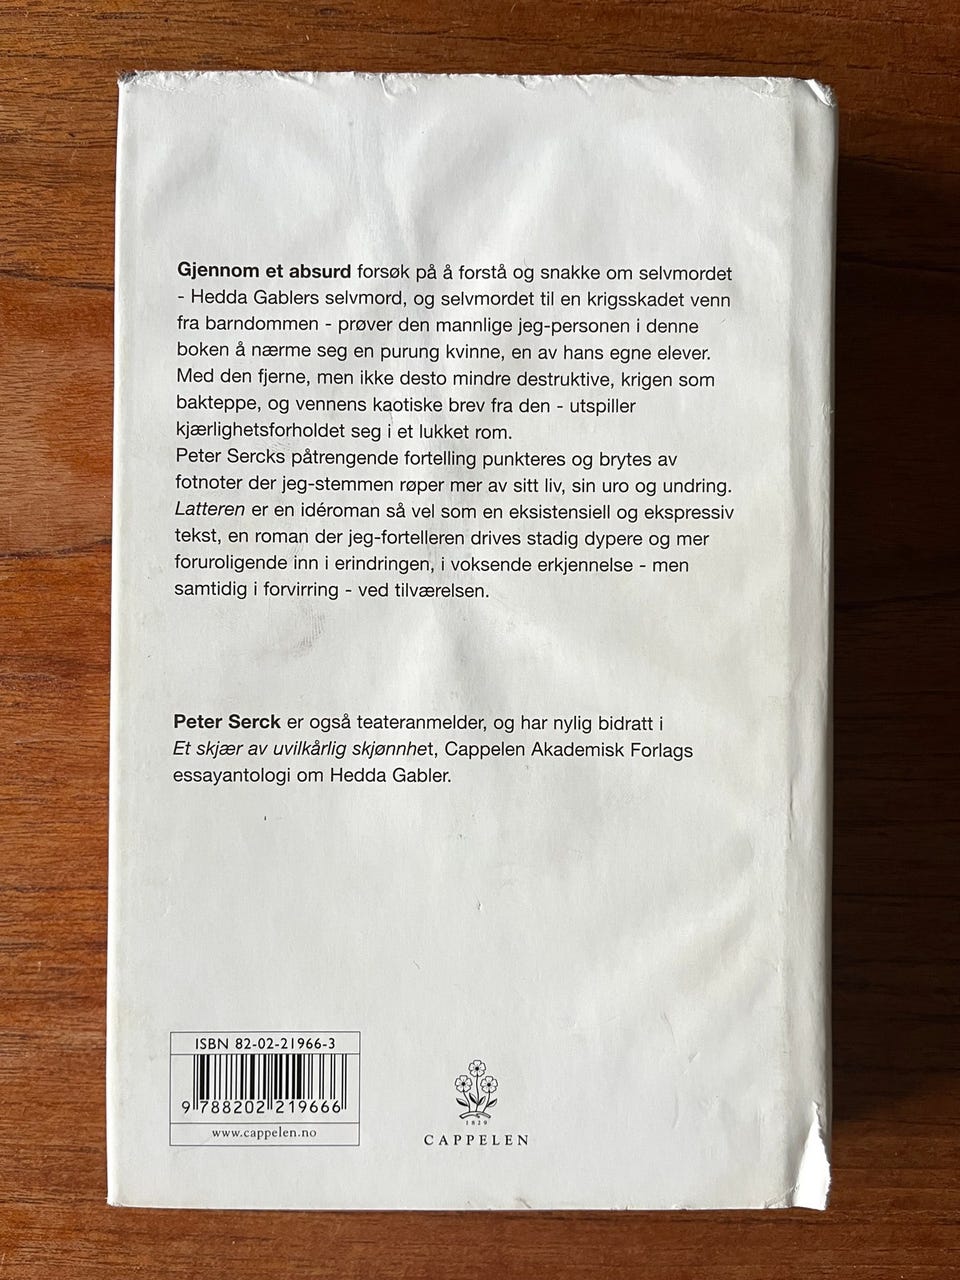 Gjennom et absurd forsøk på å forstå og snakke om selvmordet
- Hedda Gablers selvmord, og selvmordet til en krigsskadet venn
fra barndommen - prøver den mannlige jeg-personen i denne
boken å nærme seg en purung kvinne, en av hans egne elever.
Med den fjerne, men ikke desto mindre destruktive, krigen som
bakteppe, og vennens kaotiske brev fra den - utspiller
kjærlighetsforholdet seg i et lukket rom.
Peter Sercks påtrengende fortelling punkteres og brytes av
fotnoter der jeg-stemmen røper mer av sitt liv, sin uro og undring.
Latteren er en idéroman så vel som en eksistensiell og ekspressiv
tekst, en roman der jeg-fortelleren drives stadig dypere og mer
foruroligende inn i erindringen, i voksende erkjennelse - men
samtidig i forvirring - ved tilværelsen.
Peter Serck er også teateranmelder, og har nylig bidratt i
Et skjær av uvilkårlig skjønnhet, Cappelen Akademisk Forlags
essayantologi om Hedda Gabler.
ISBN 82-02-21966-3
9 788202 219666
www.cappelen.no
1829
CAPPELEN